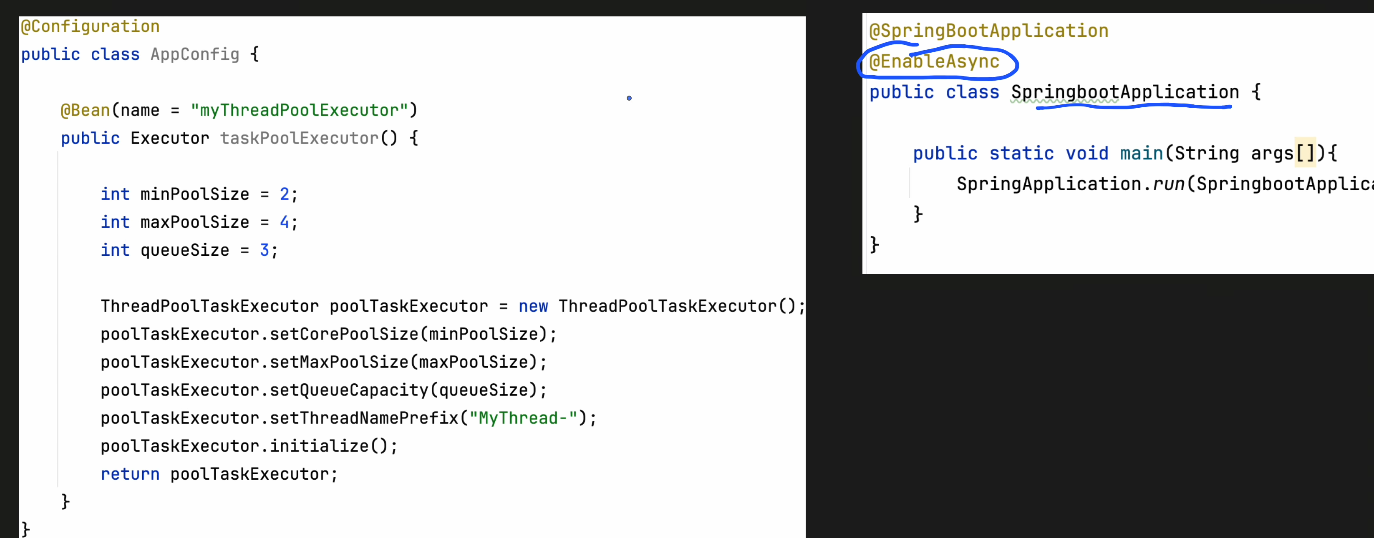 @Configuration
public class AppConfig {
@Bean(name = "myThreadPoolExecutor")
public Executor taskPoolExecutor() {
int minPoolSize = 2;
int maxPoolSize = 4;
int queueSize = 3;
ThreadPoolTaskExecutor poolTaskExecutor = new ThreadPoolTaskExecutor();
poolTaskExecutor.setCorePoolSize(minPoolSize);
poolTaskExecutor.setMaxPoolSize(maxPoolSize);
poolTaskExecutor.setQueueCapacity(queueSize);
poolTaskExecutor.setThreadNamePrefix("MyThread-");
poolTaskExecutor.initialize();
return poolTaskExecutor;
}
}
@SpringBootApplication
@EnableAsync
public class SpringbootApplication {
public static void main(String args[]){
SpringApplication.run(SpringbootApplica
}
}